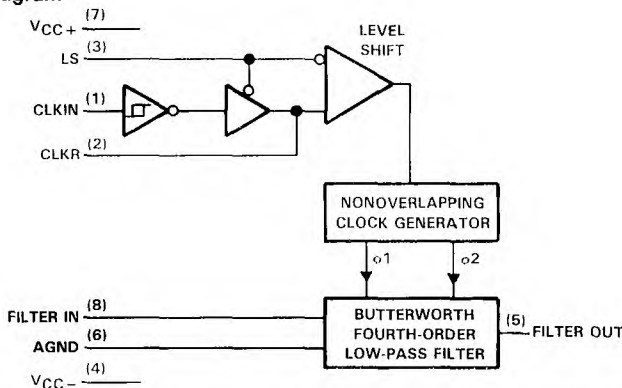 agram
VCC+ (7)
LS (3)
CLKIN (1)
CLKR (2)
LEVEL
SHIFT
NONOVERLAPPING
CLOCK GENERATOR
φ1
φ2
FILTER IN (8)
AGND (6)
VCC− (4)
BUTTERWORTH
FOURTH-ORDER
LOW-PASS FILTER
(5) FILTER OUT